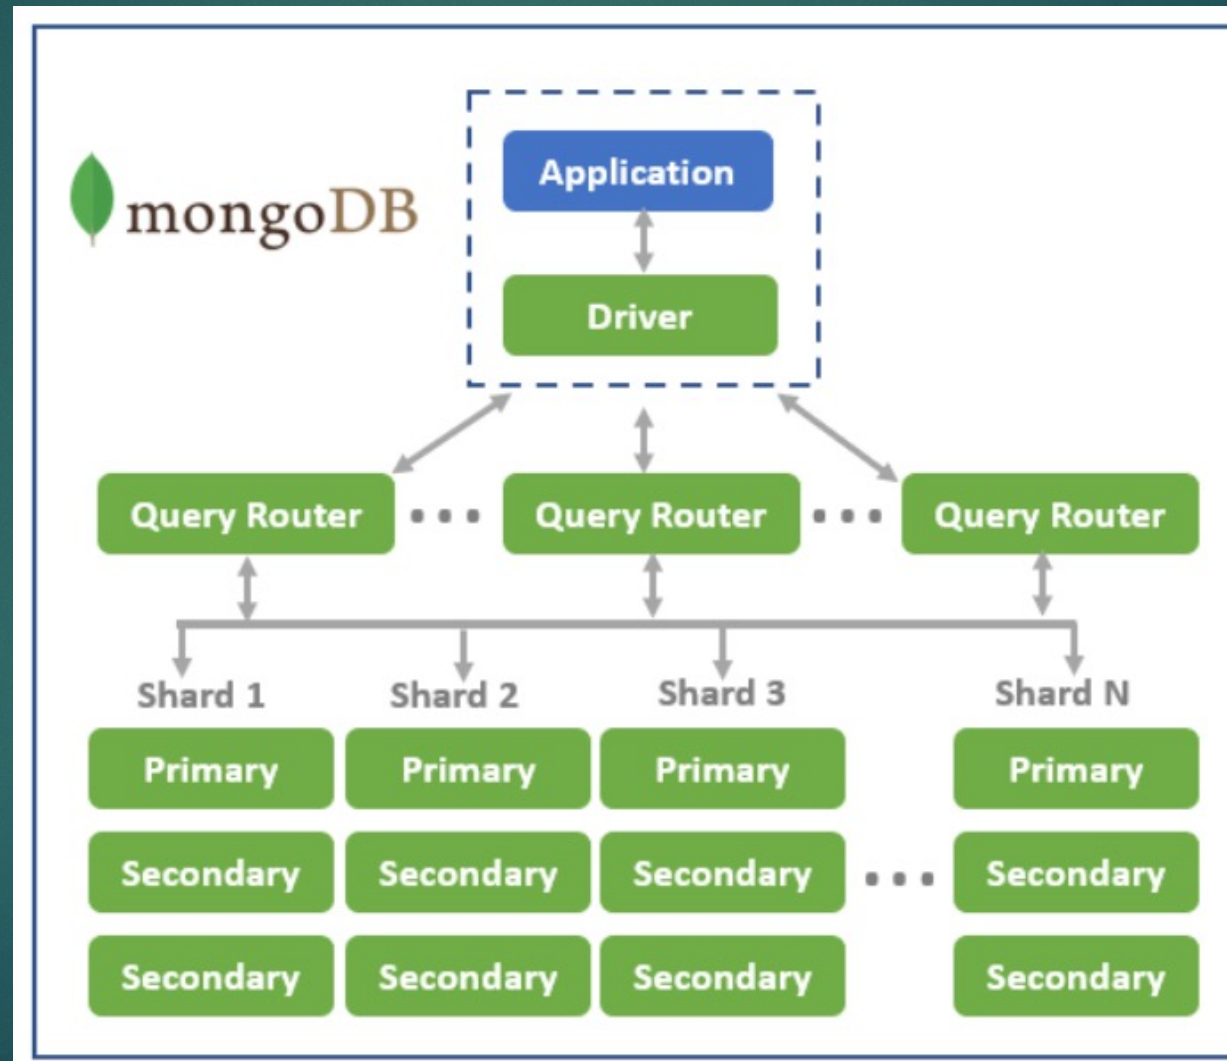 mongoDB
Application
Driver
Query Router ... Query Router ... Query Router
Shard 1 Shard 2 Shard 3 Shard N
Primary Primary Primary Primary
Secondary Secondary Secondary ... Secondary
Secondary Secondary Secondary Secondary